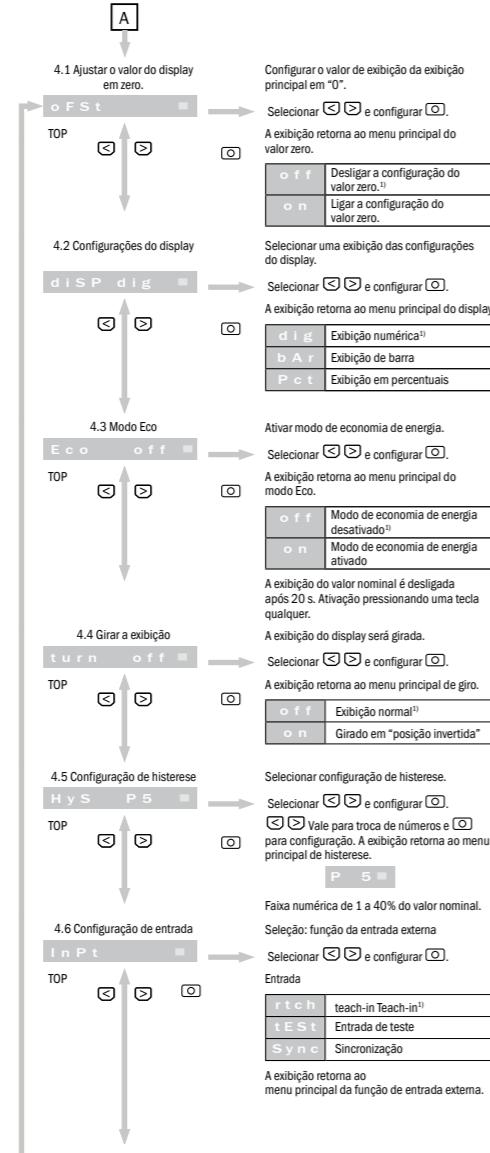 A
4.1 Ajustar o valor do display
em zero.
oFSt
TOP
Configurar o valor de exibição da exibição
principal em “0”.
Selecionar < > e configurar O.
A exibição retorna ao menu principal do
valor zero.
off Desligar a configuração do
valor zero.1)
on Ligar a configuração do
valor zero.
4.2 Configurações do display
diSP dig
Selecionar uma exibição das configurações
do display.
Selecionar < > e configurar O.
A exibição retorna ao menu principal do display
dig Exibição numérica1)
bAr Exibição de barra
Pct Exibição em percentuais
4.3 Modo Eco
Eco off
TOP
Ativar modo de economia de energia.
Selecionar < > e configurar O.
A exibição retorna ao menu principal do
modo Eco.
off Modo de economia de energia
desativado1)
on Modo de economia de energia
ativado
A exibição do valor nominal é desligada
após 20 s. Ativação pressionando uma tecla
qualquer.
4.4 Girar a exibição
turn off
TOP
A exibição do display será girada.
Selecionar < > e configurar O.
A exibição retorna ao menu principal de giro.
off Exibição normal1)
on Girado em “posição invertida”
4.5 Configuração de histerese
HyS P5
TOP
Selecionar configuração de histerese.
Selecionar < > e configurar O.
< > Vale para troca de números e O
para configuração. A exibição retorna ao menu
principal de histerese.
P 5
Faixa numérica de 1 a 40% do valor nominal.
4.6 Configuração de entrada
InPt
TOP
Seleção: função da entrada externa
Selecionar < > e configurar O.
Entrada
rtch teach-in Teach-in1)
tESt Entrada de teste
Sync Sincronização
A exibição retorna ao
menu principal da função de entrada externa.